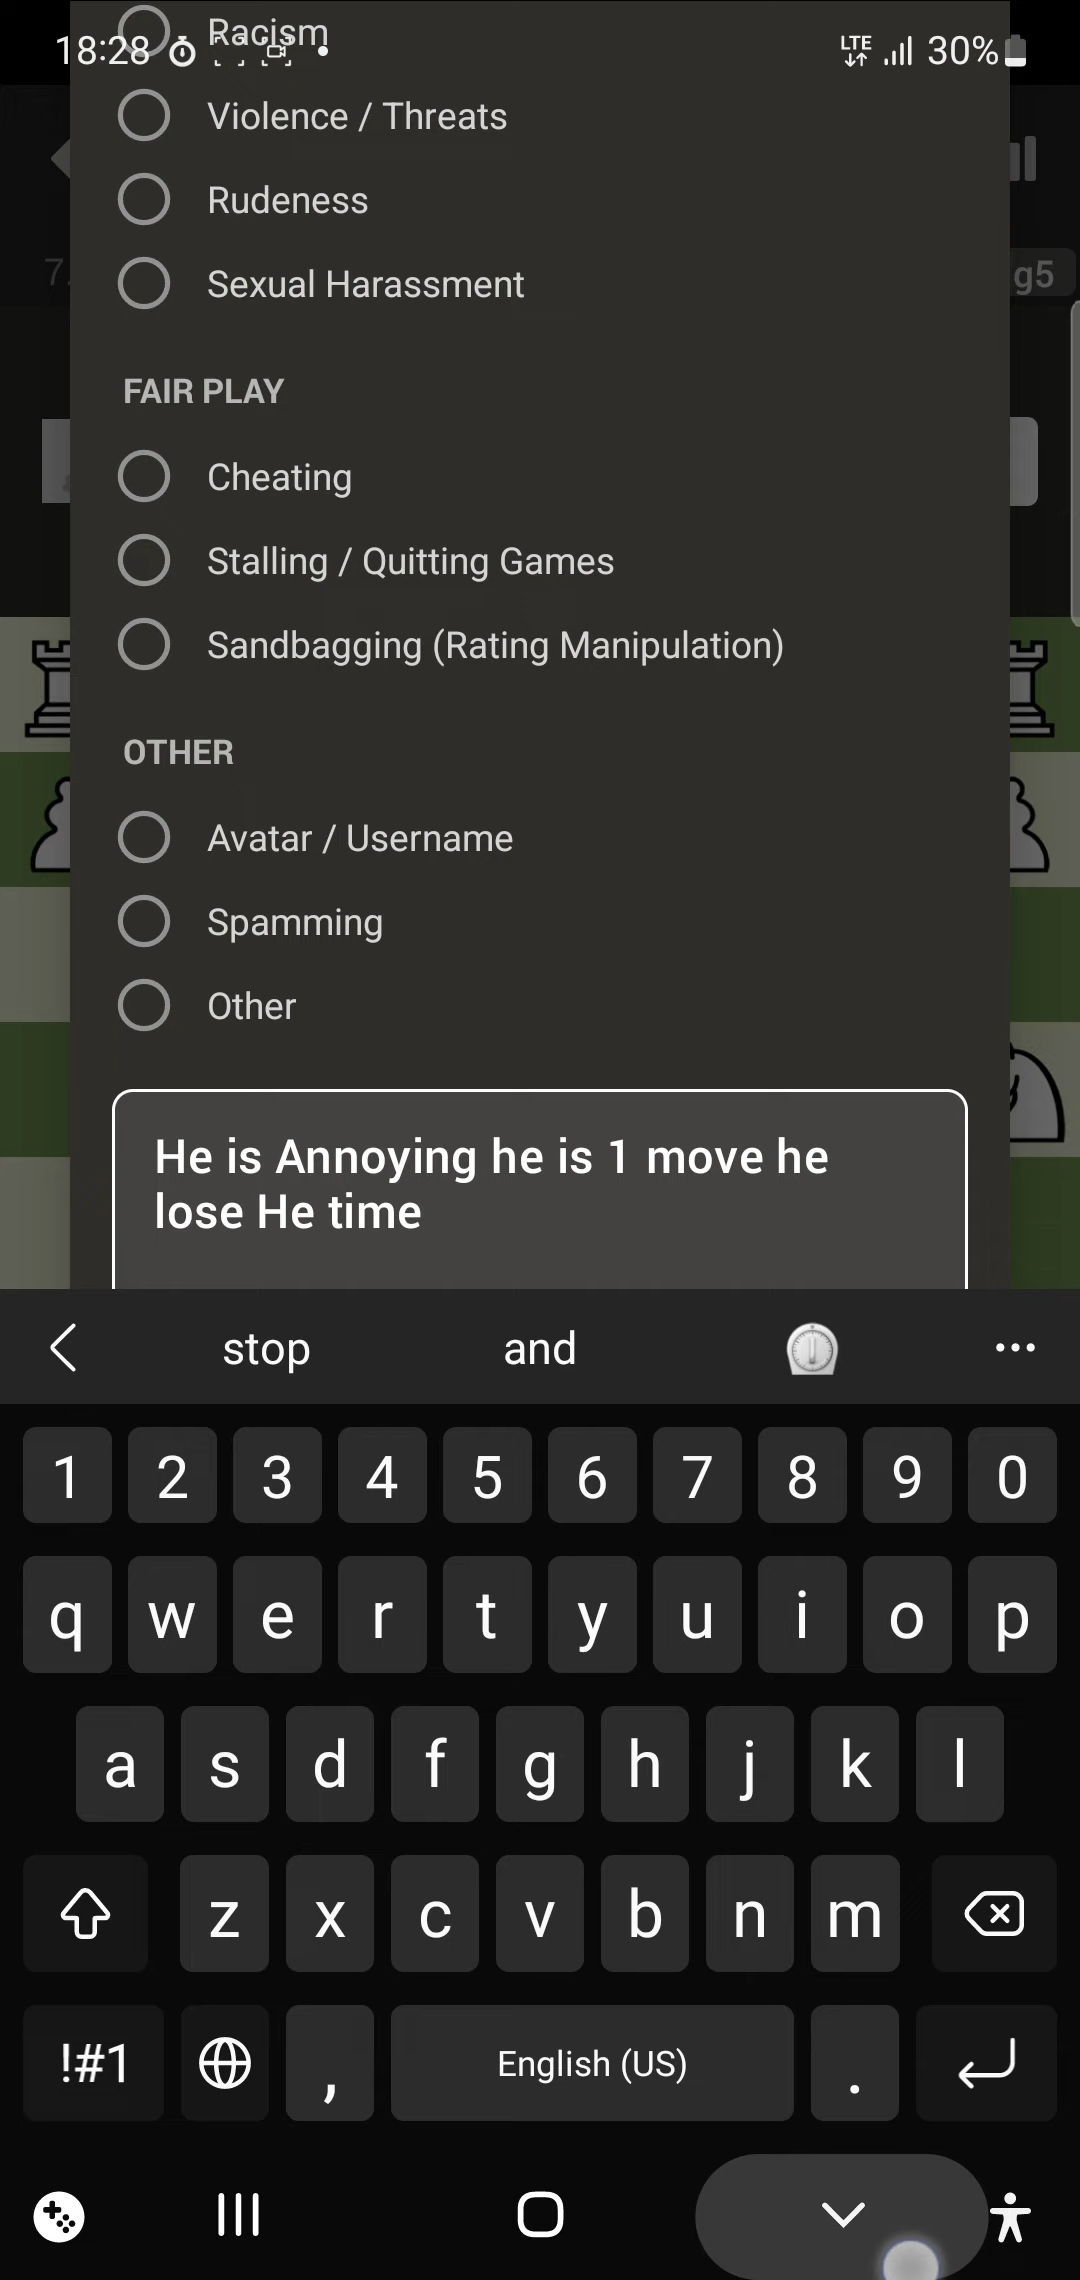 Racism
18:28 LTE 30%
Violence / Threats
Rudeness
Sexual Harassment
7. g5
FAIR PLAY
Cheating
Stalling / Quitting Games
Sandbagging (Rating Manipulation)
OTHER
Avatar / Username
Spamming
Other
He is Annoying he is 1 move he
lose He time
stop and
1 2 3 4 5 6 7 8 9 0
q w e r t y u i o p
a s d f g h j k l
z x c v b n m
!#1 , English (US) .